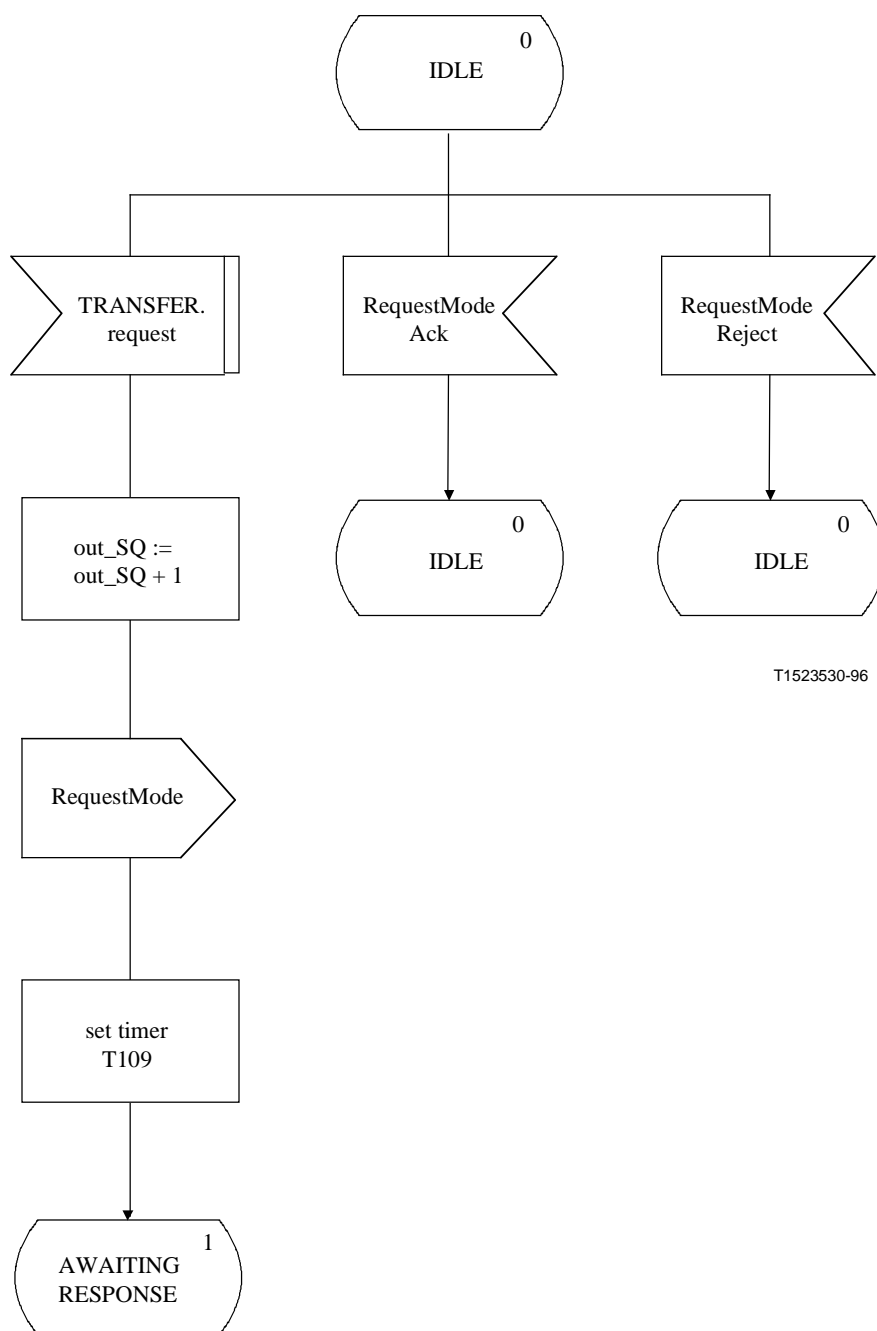 0
IDLE
TRANSFER.
request
RequestMode
Ack
RequestMode
Reject
out_SQ :=
out_SQ + 1
0
IDLE
0
IDLE
T1523530-96
RequestMode
set timer
T109
1
AWAITING
RESPONSE